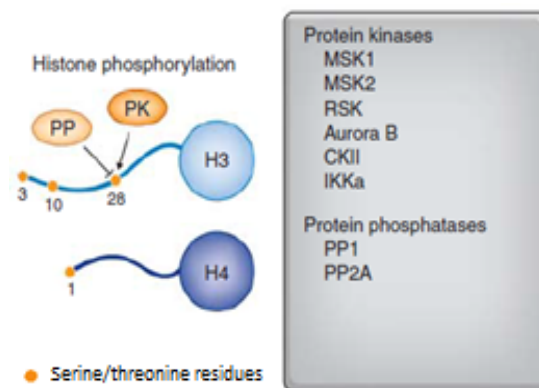 Histone phosphorylation
PP
PK
H3
3
10
28
H4
1
Serine/threonine residues
Protein kinases
MSK1
MSK2
RSK
Aurora B
CKII
IKKa
Protein phosphatases
PP1
PP2A